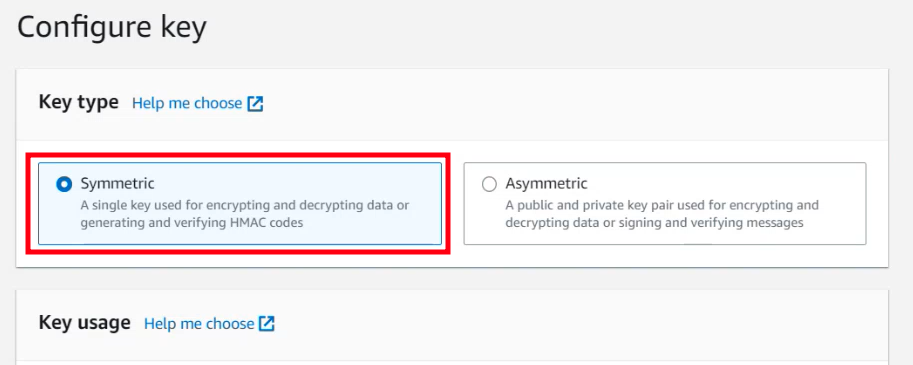 Configure key
Key type Help me choose
Symmetric
A single key used for encrypting and decrypting data or
generating and verifying HMAC codes
Asymmetric
A public and private key pair used for encrypting and
decrypting data or signing and verifying messages
Key usage Help me choose